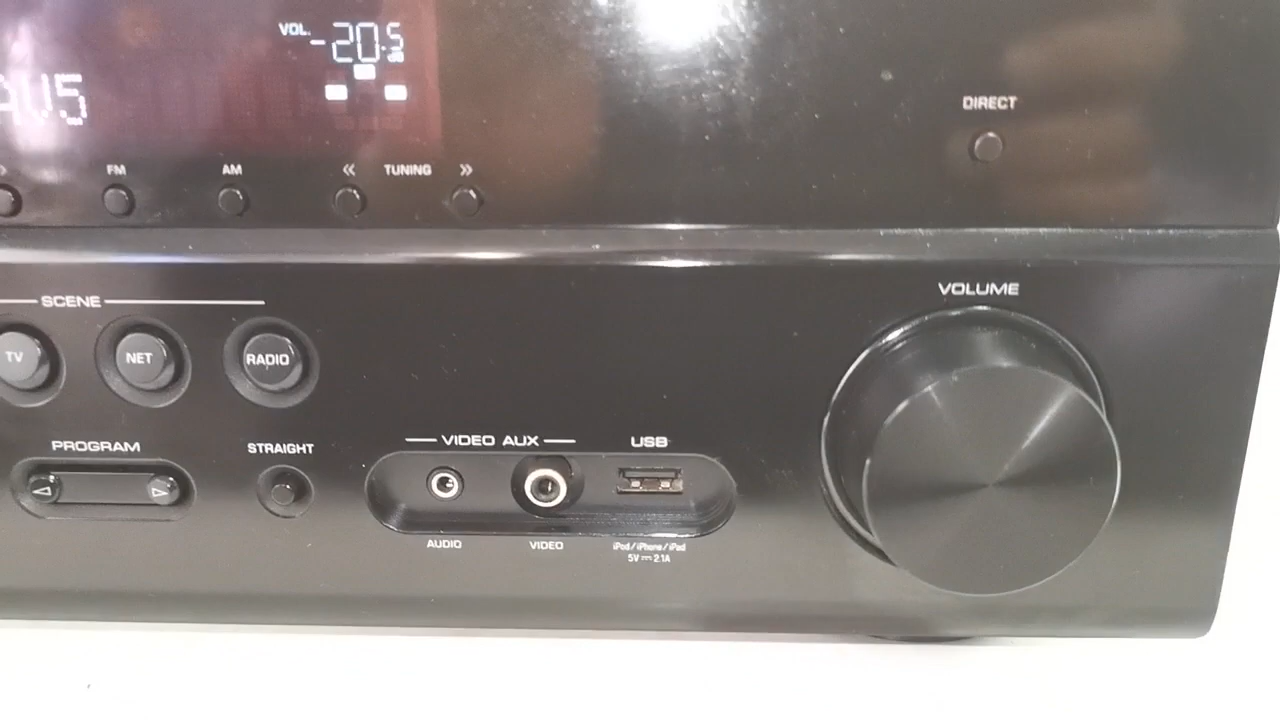 VOL. -20.5 dB
AV5
DIRECT
FM AM << TUNING >>
SCENE
VOLUME
TV NET RADIO
PROGRAM STRAIGHT VIDEO AUX USB
AUDIO VIDEO iPod/iPhone/iPad
5V ⎓ 2.1A